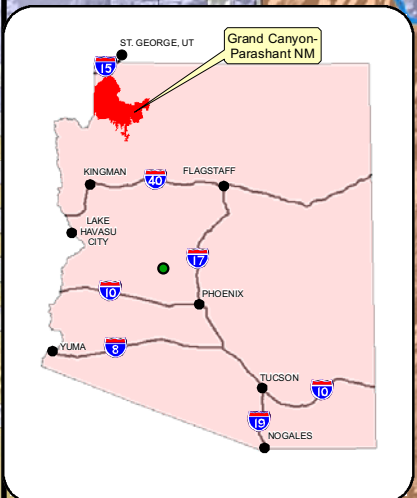 ST. GEORGE, UT
Grand Canyon-
Parashant NM
15
KINGMAN
40
FLAGSTAFF
LAKE
HAVASU
CITY
17
10
PHOENIX
YUMA
8
TUCSON
10
19
NOGALES